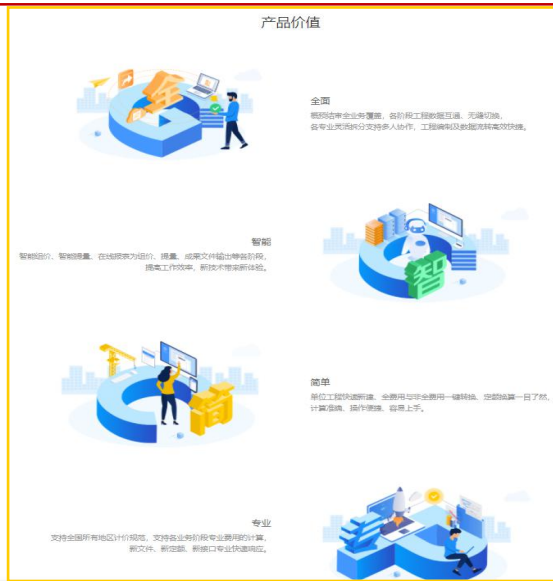 产品价值
全
全面
概预结审全业务覆盖，各阶段工程数据互通、无缝切换，
各专业灵活拆分支持多人协作，工程编制及数据流转高效快捷。
智能
智能组价、智能提量、在线报表为组价、提量、成果文件输出等各阶段，
提高工作效率，新技术带来新体验。
智
简单
单位工程快速新建、全费用与非全费用一键转换、定额换算一目了然，
计算准确、操作便捷、容易上手。
简
专业
支持全国所有地区计价规范，支持各业务阶段专业费用的计算，
新文件、新定额、新接口专业快速响应。